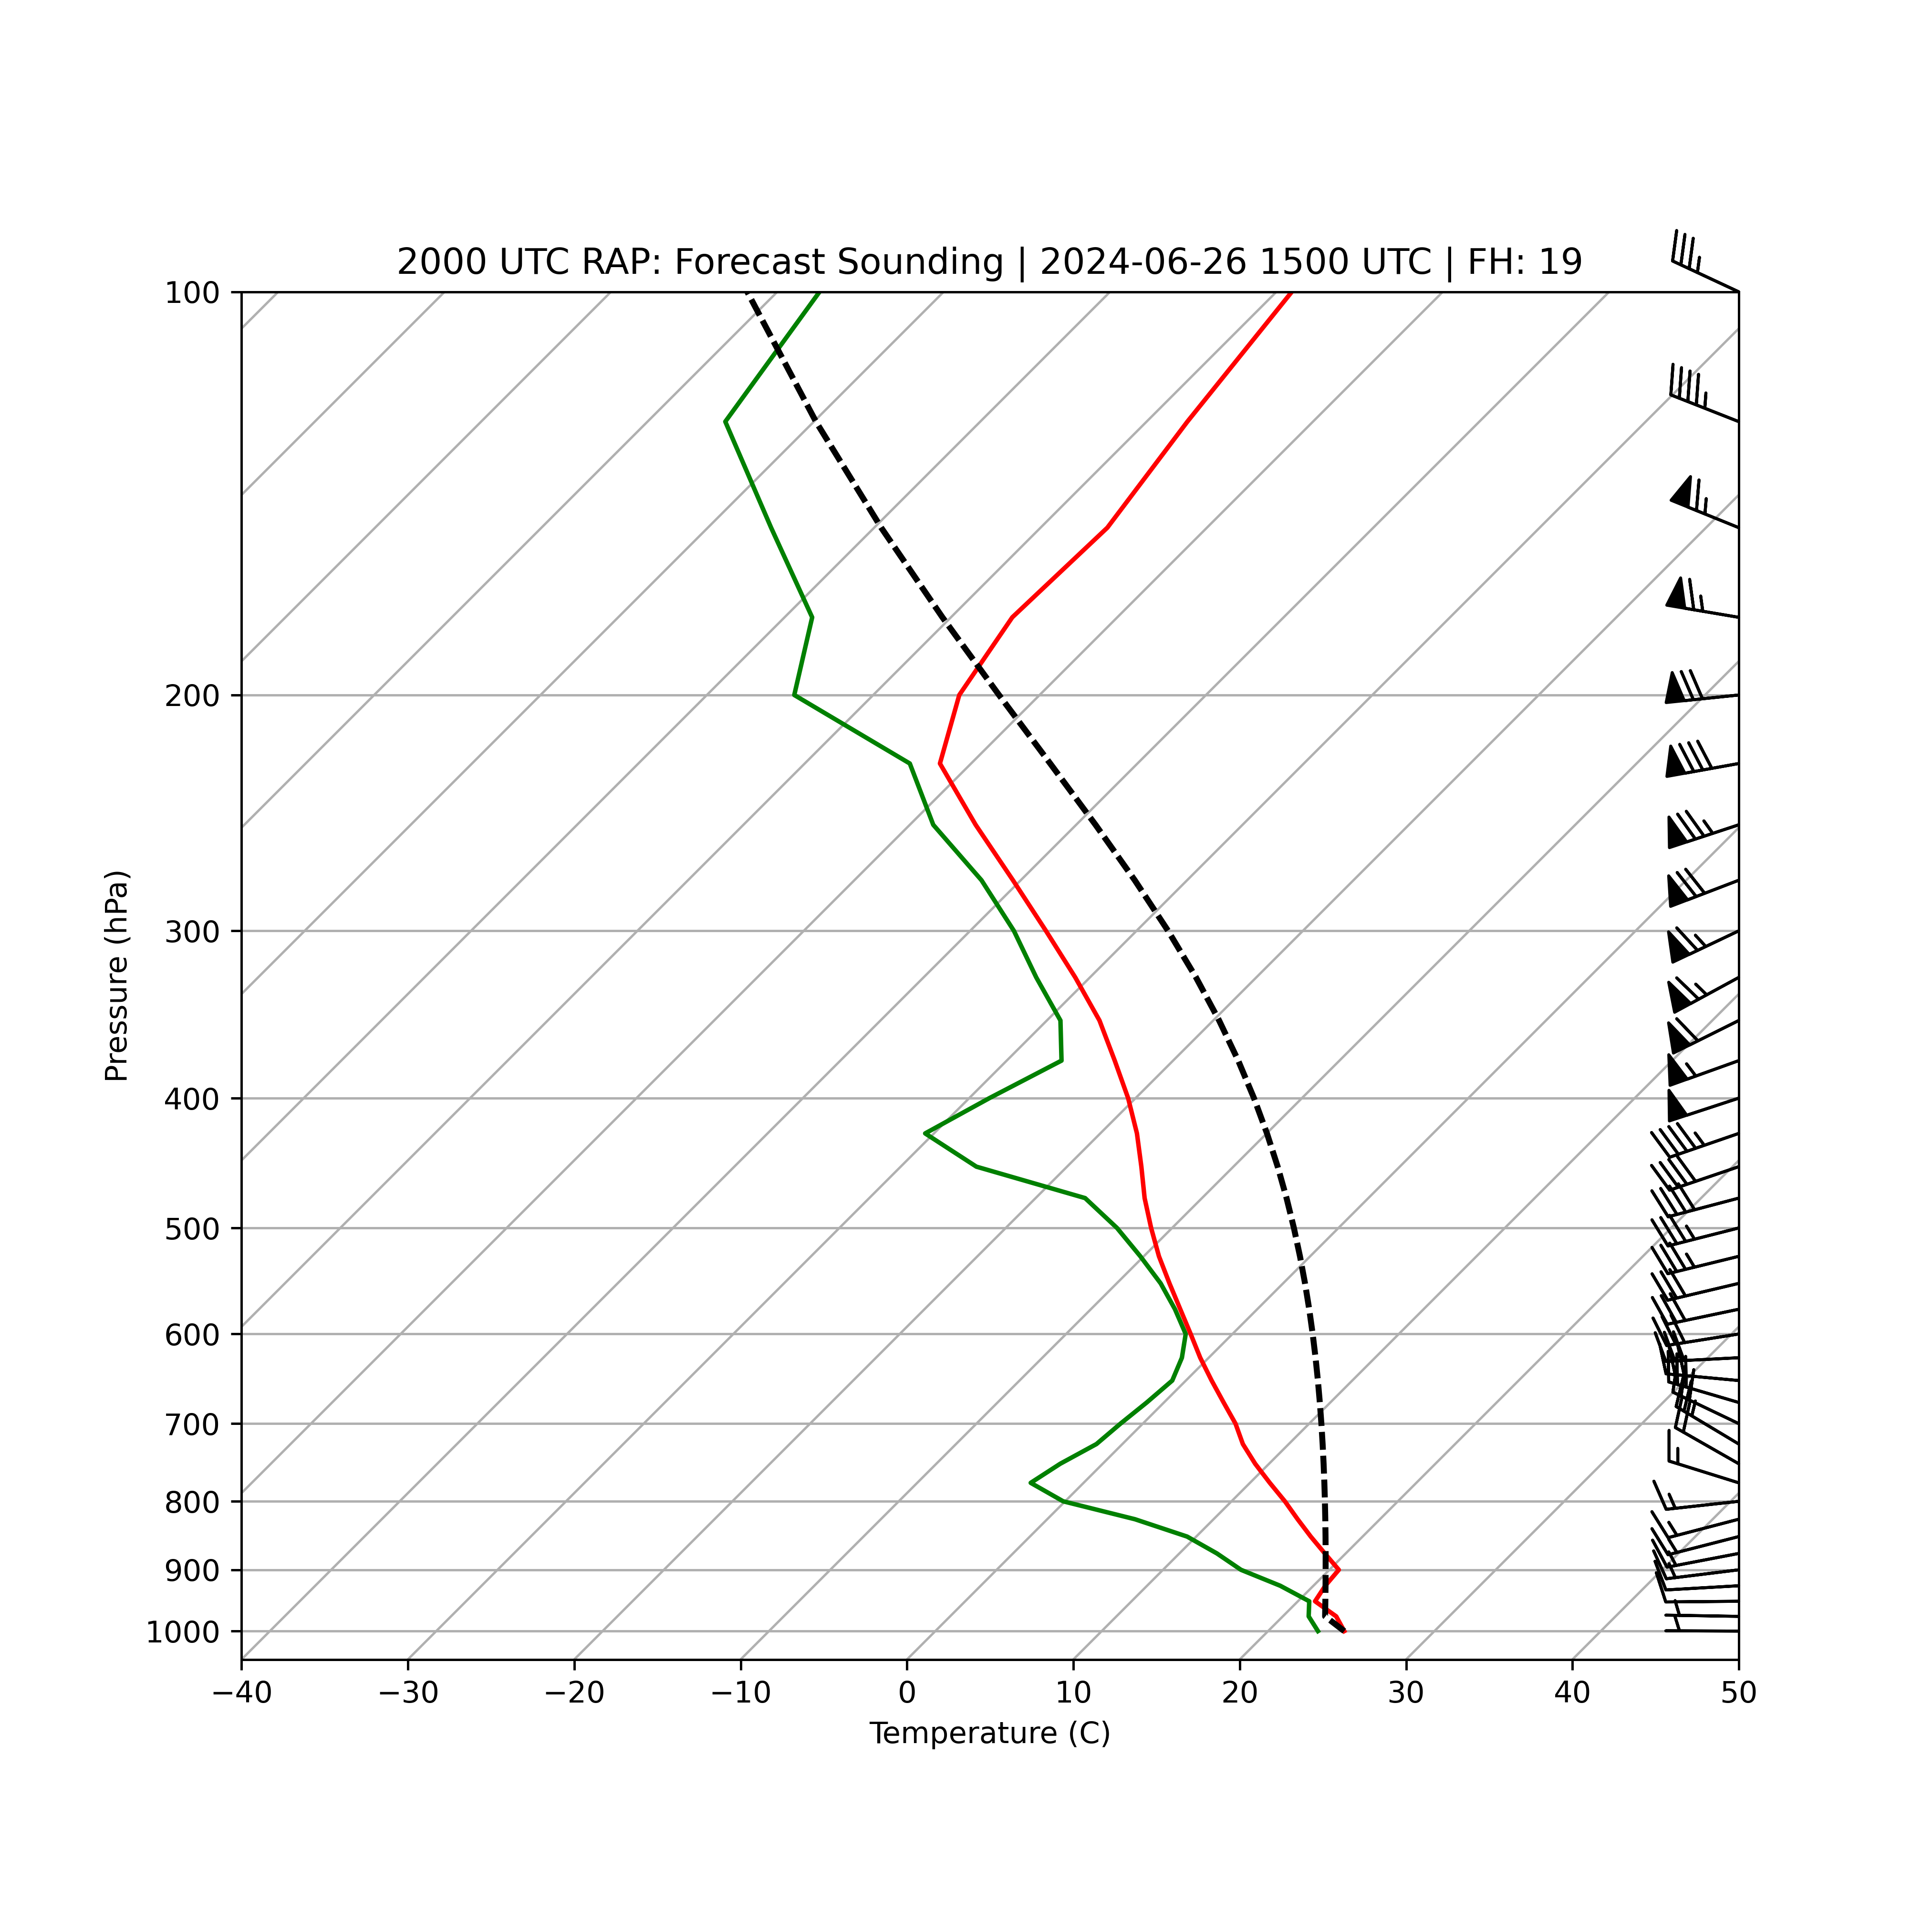 2000 UTC RAP: Forecast Sounding | 2024-06-26 1500 UTC | FH: 19
100
200
300
400
500
600
700
800
900
1000
Pressure (hPa)
−40 −30 −20 −10 0 10 20 30 40 50
Temperature (C)